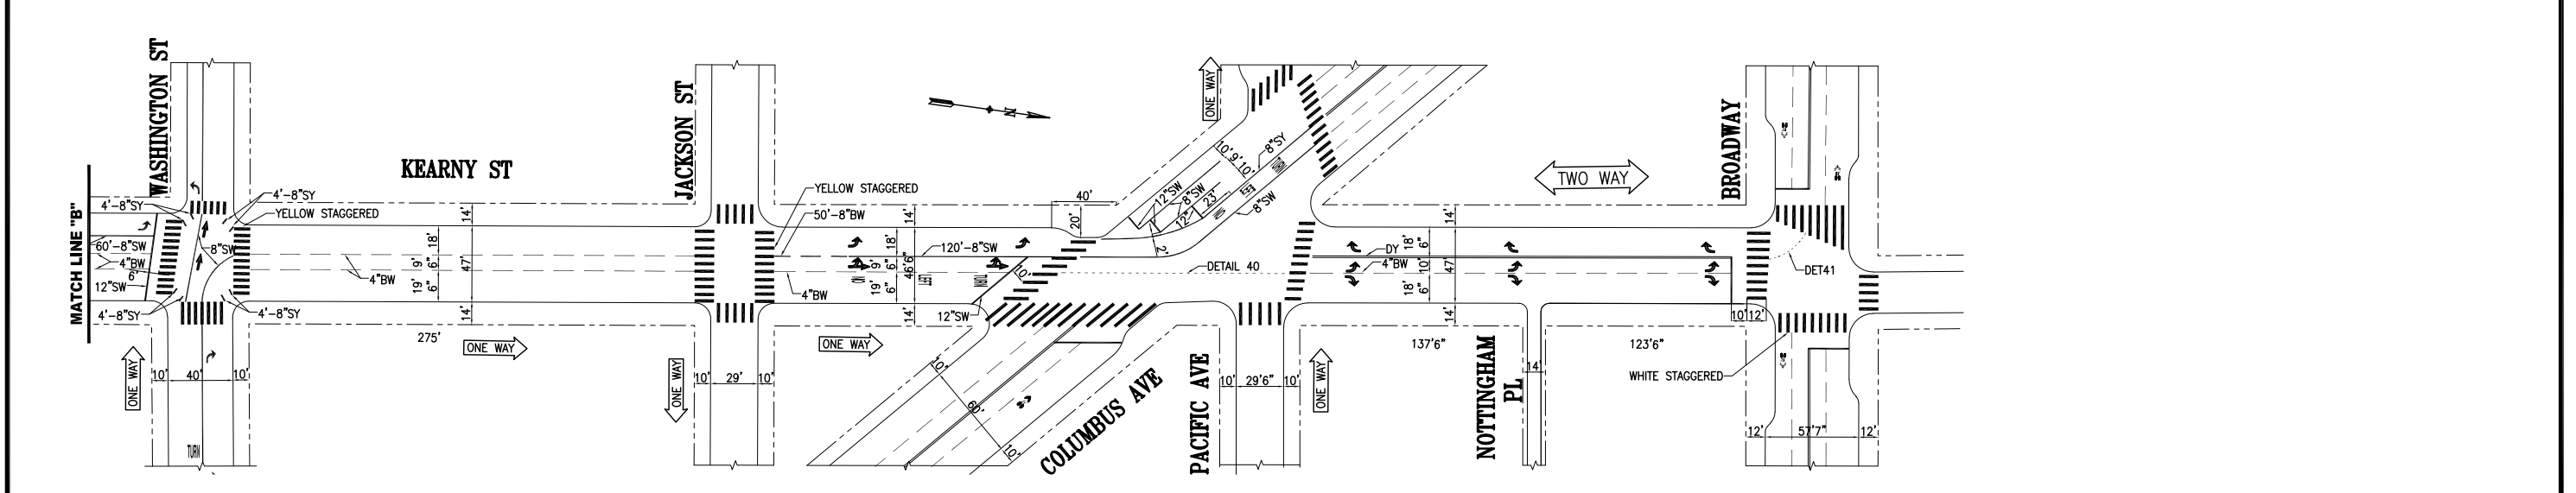 MATCH LINE "B"
WASHINGTON ST
KEARNY ST
JACKSON ST
COLUMBUS AVE
PACIFIC AVE
NOTTINGHAM
PL
BROADWAY
4'-8"SY
4'-8"SY
YELLOW STAGGERED
60'-8"SW
4"BW
6'
12"SW
4'-8"SY
4'-8"SY
8"SW
4"BW
ONE WAY
10'
40'
10'
TURN
14'
18'
9'
6"
47'
19'
6"
14'
275'
ONE WAY
ONE WAY
10'
29'
10'
YELLOW STAGGERED
50'-8"BW
4"BW
ONE WAY
14'
18'
9'
6"
46'6"
19'
6"
14'
120'-8"SW
NO
LEFT
TURN
12"SW
10'
N
40'
20'
2'
DETAIL 40
12"SW
8"SW
12"
23'
10'
9'
10'
8"SY
8"SW
ONE WAY
10'
60'
10'
10'
29'6"
10'
ONE WAY
TWO WAY
14'
DY
4"BW
18'
6"
10'
47'
18'
6"
14'
137'6"
14'
123'6"
10'
12'
WHITE STAGGERED
DET41
12'
57'7"
12'